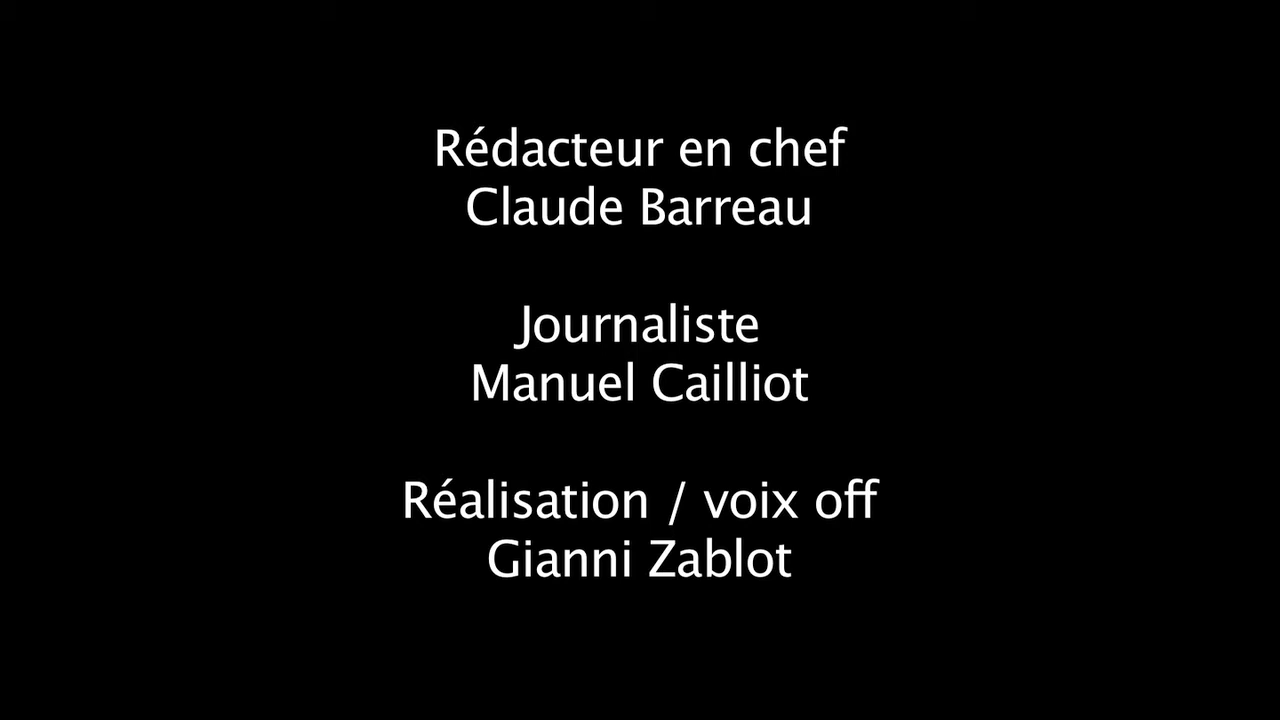 Rédacteur en chef
Claude Barreau
Journaliste
Manuel Cailliot
Réalisation / voix off
Gianni Zablot